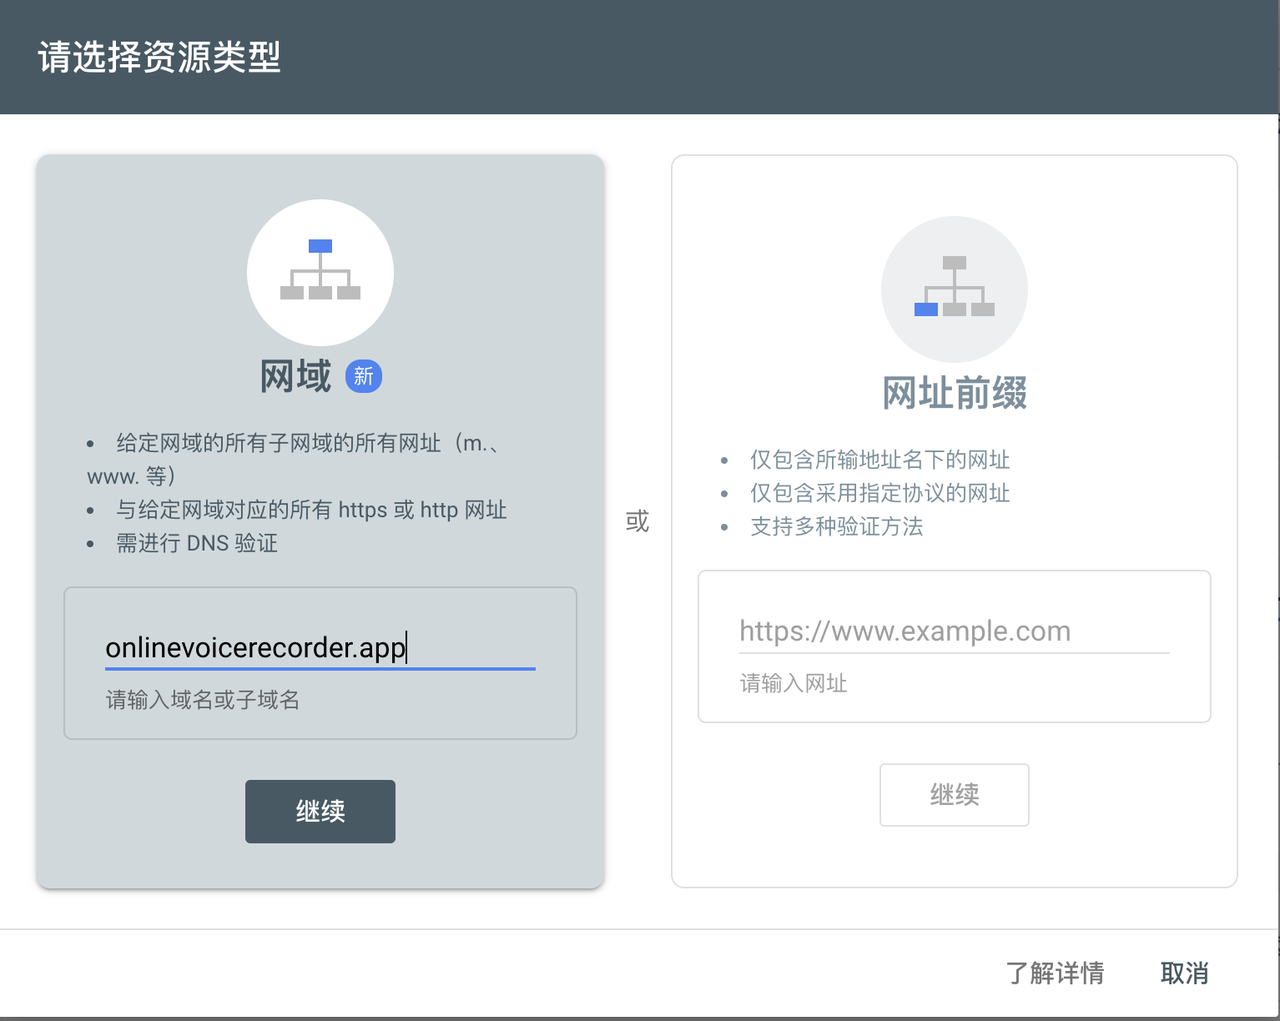 请选择资源类型
网域 新
• 给定网域的所有子网域的所有网址（m.、
www. 等）
• 与给定网域对应的所有 https 或 http 网址
• 需进行 DNS 验证
onlinevoicerecorder.app
请输入域名或子域名
继续
或
网址前缀
• 仅包含所输地址名下的网址
• 仅包含采用指定协议的网址
• 支持多种验证方法
https://www.example.com
请输入网址
继续
了解详情 取消